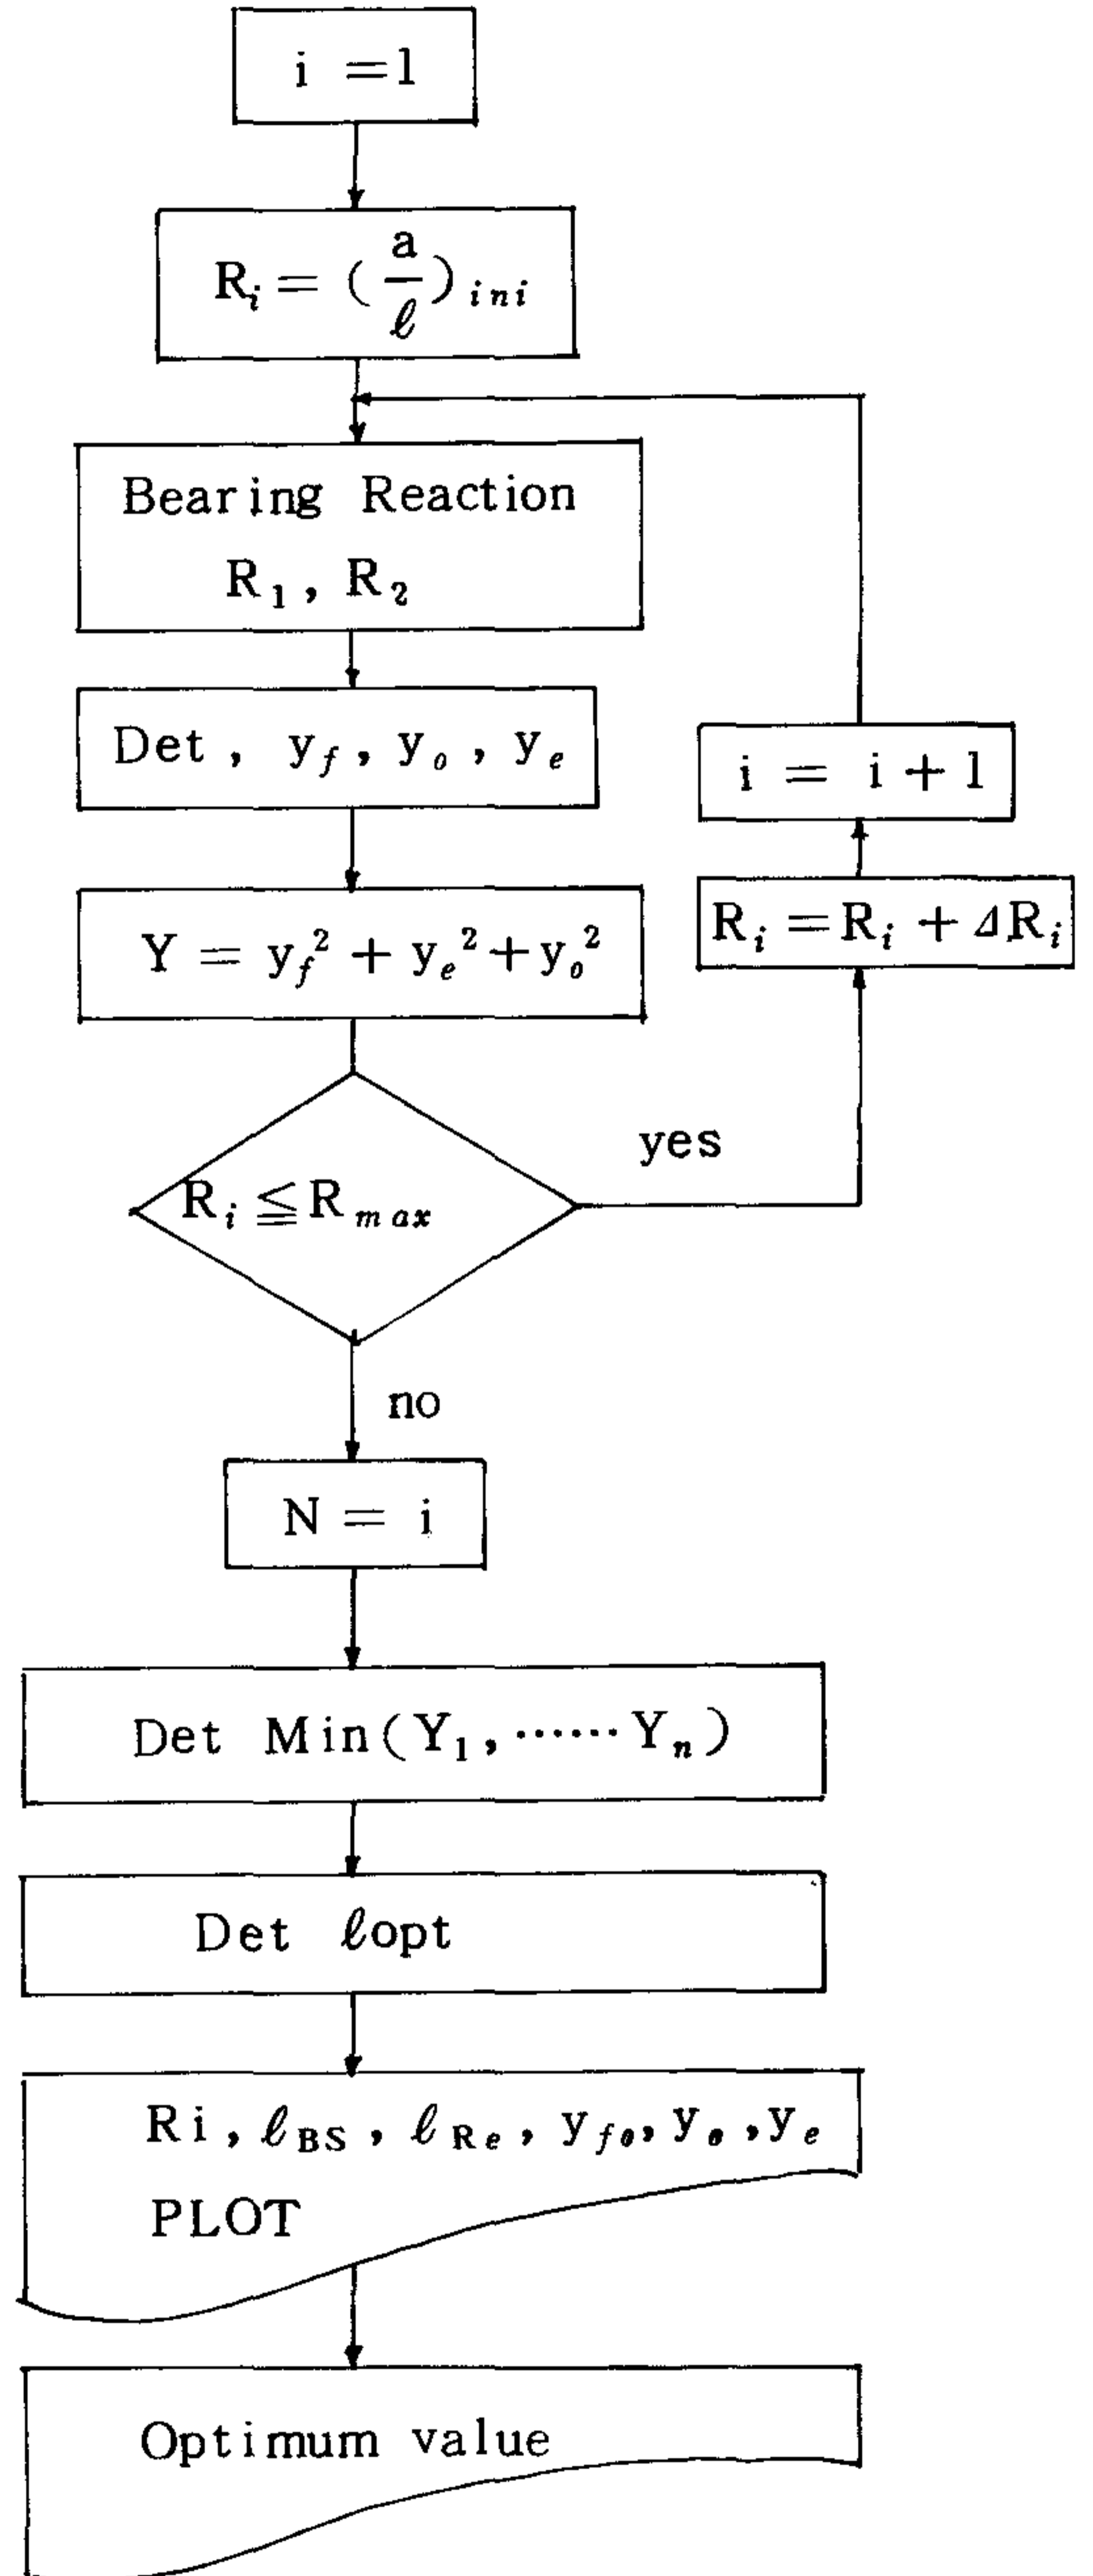 i = 1
Rᵢ = (a/ℓ)ᵢₙᵢ
Bearing Reaction
R₁, R₂
Det, y_f, y_o, y_e
Y = y_f² + y_e² + y_o²
Rᵢ ≦ R_max
yes
Rᵢ = Rᵢ + ΔRᵢ
i = i + 1
no
N = i
Det Min(Y₁, ······ Yₙ)
Det ℓopt
Ri, ℓ_BS, ℓ_Re, y_fo, y_o, y_e
PLOT
Optimum value